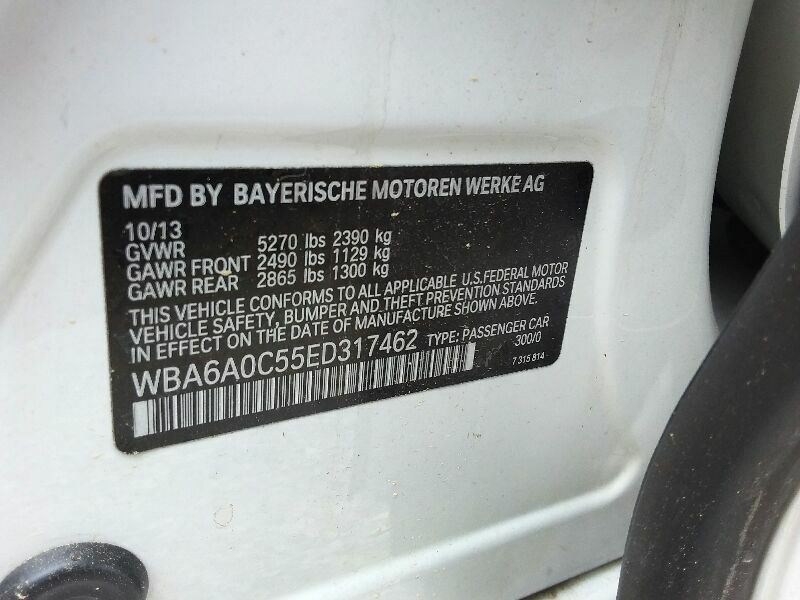 MFD BY BAYERISCHE MOTOREN WERKE AG
10/13
GVWR 5270 lbs 2390 kg
GAWR FRONT 2490 lbs 1129 kg
GAWR REAR 2865 lbs 1300 kg
THIS VEHICLE CONFORMS TO ALL APPLICABLE U.S.FEDERAL MOTOR
VEHICLE SAFETY, BUMPER AND THEFT PREVENTION STANDARDS
IN EFFECT ON THE DATE OF MANUFACTURE SHOWN ABOVE.
WBA6A0C55ED317462 TYPE: PASSENGER CAR
300/0
7 315 814